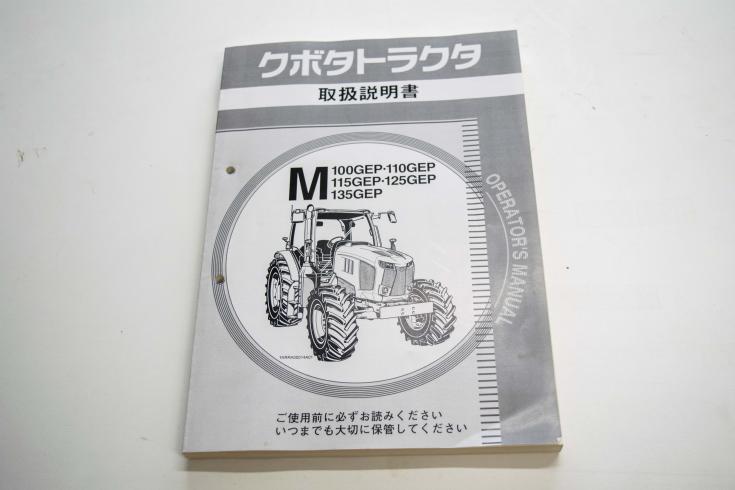 クボタトラクタ
取扱説明書
M 100GEP·110GEP
115GEP·125GEP
135GEP
OPERATOR'S MANUAL
ご使用前に必ずお読みください
いつまでも大切に保管してください